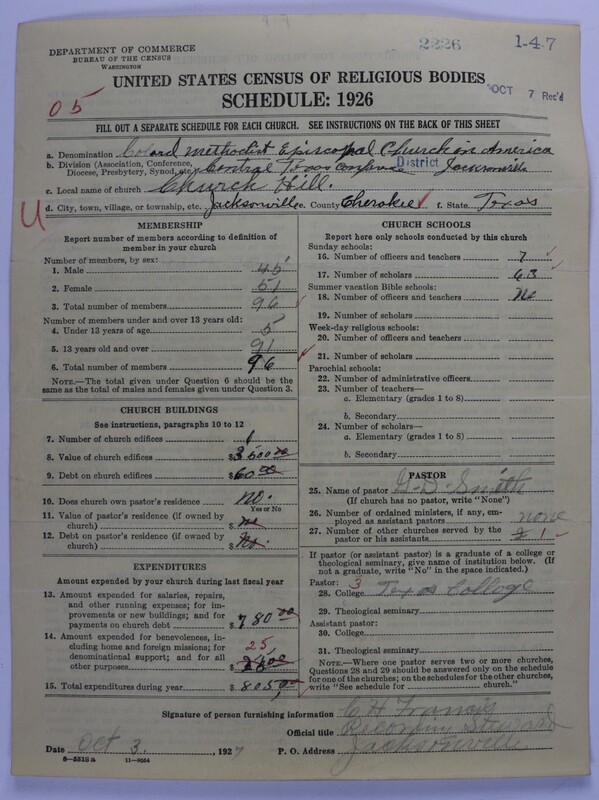 2226
1-4-7
DEPARTMENT OF COMMERCE
BUREAU OF THE CENSUS
WASHINGTON
UNITED STATES CENSUS OF RELIGIOUS BODIES
OCT 7 Rec'd
05
SCHEDULE: 1926
FILL OUT A SEPARATE SCHEDULE FOR EACH CHURCH. SEE INSTRUCTIONS ON THE BACK OF THIS SHEET
a. Denomination Colord Methodist Episcopal Church in America
b. Division (Association, Conference, Diocese, Presbytery, Synod, etc.) Central Texas District Jacksonville
c. Local name of church Church Hill.
U
d. City, town, village, or township, etc. Jacksonville e. County Cherokee f. State Texas
MEMBERSHIP
Report number of members according to definition of
member in your church
Number of members, by sex:
1. Male 45
2. Female 51
3. Total number of members 96
Number of members under and over 13 years old:
4. Under 13 years of age 5
5. 13 years old and over 91
6. Total number of members 96
NOTE.—The total given under Question 6 should be the
same as the total of males and females given under Question 3.
CHURCH BUILDINGS
See instructions, paragraphs 10 to 12
7. Number of church edifices 1
8. Value of church edifices $ 3500.00
9. Debt on church edifices $ 60.00
10. Does church own pastor's residence no.
Yes or No
11. Value of pastor's residence (if owned by
church) $ no
12. Debt on pastor's residence (if owned by
church) $ no.
EXPENDITURES
Amount expended by your church during last fiscal year
13. Amount expended for salaries, repairs,
and other running expenses; for im-
provements or new buildings; and for
payments on church debt $ 780.00
14. Amount expended for benevolences, in-
cluding home and foreign missions; for
denominational support; and for all
other purposes $ 25
15. Total expenditures during year $ 805.00
CHURCH SCHOOLS
Report here only schools conducted by this church
Sunday schools:
16. Number of officers and teachers 7
17. Number of scholars 63
Summer vacation Bible schools:
18. Number of officers and teachers no
19. Number of scholars
Week-day religious schools:
20. Number of officers and teachers
21. Number of scholars
Parochial schools:
22. Number of administrative officers
23. Number of teachers—
a. Elementary (grades 1 to 8)
b. Secondary
24. Number of scholars—
a. Elementary (grades 1 to 8)
b. Secondary
PASTOR
25. Name of pastor D. Smith
(If church has no pastor, write "None")
26. Number of ordained ministers, if any, em-
ployed as assistant pastors none
27. Number of other churches served by the
pastor or his assistants 1
If pastor (or assistant pastor) is a graduate of a college or
theological seminary, give name of institution below. (If
not a graduate, write "No" in the space indicated.)
Pastor: 3
28. College Texas College
29. Theological seminary
Assistant pastor:
30. College
31. Theological seminary
NOTE.—Where one pastor serves two or more churches,
Questions 28 and 29 should be answered only on the schedule
for one of the churches; on the schedules for the other churches,
write "See schedule for church."
Signature of person furnishing information C H Francis
Official title Recording Steward
Date Oct 3, 1927 P. O. Address Jacksonville
11—9054